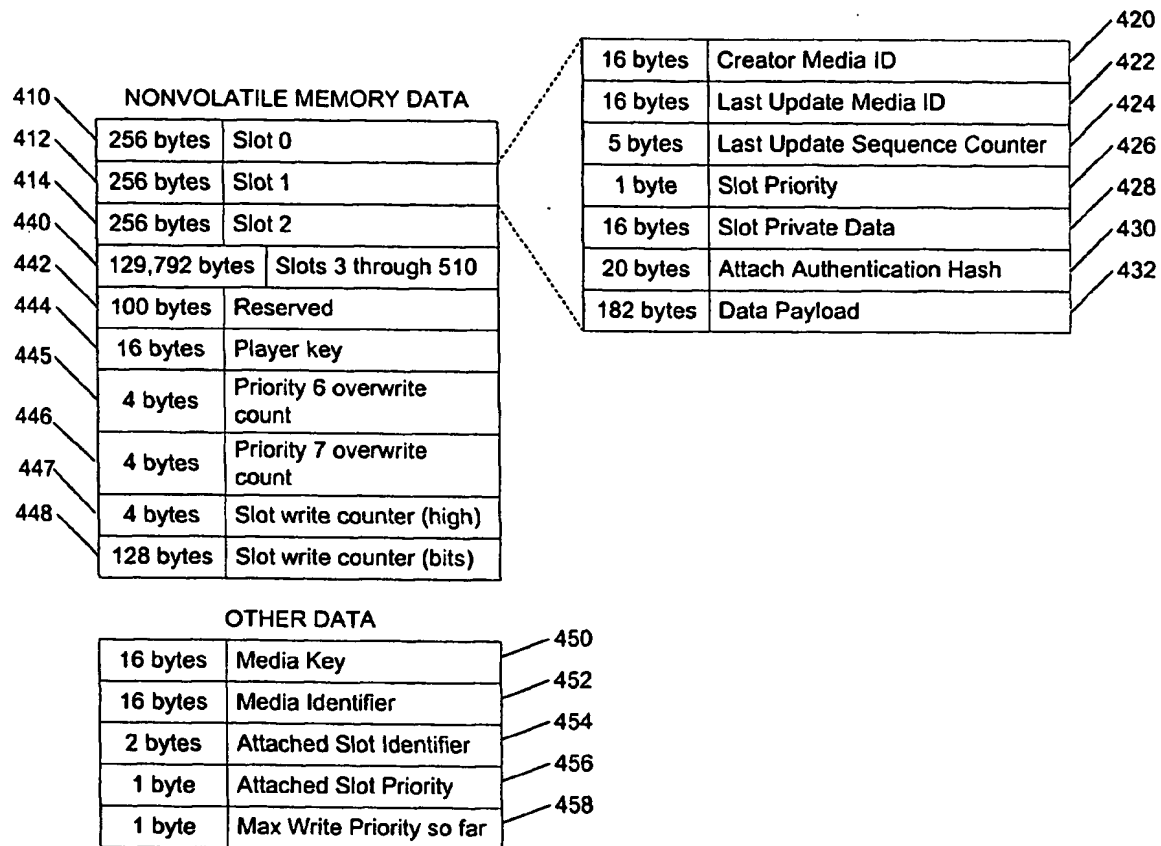 NONVOLATILE MEMORY DATA
410
256 bytes Slot 0
412
256 bytes Slot 1
414
256 bytes Slot 2
440
129,792 bytes Slots 3 through 510
442
100 bytes Reserved
444
16 bytes Player key
445
4 bytes Priority 6 overwrite
count
446
4 bytes Priority 7 overwrite
count
447
4 bytes Slot write counter (high)
448
128 bytes Slot write counter (bits)
16 bytes Creator Media ID
420
16 bytes Last Update Media ID
422
5 bytes Last Update Sequence Counter
424
1 byte Slot Priority
426
16 bytes Slot Private Data
428
20 bytes Attach Authentication Hash
430
182 bytes Data Payload
432
OTHER DATA
16 bytes Media Key
450
16 bytes Media Identifier
452
2 bytes Attached Slot Identifier
454
1 byte Attached Slot Priority
456
1 byte Max Write Priority so far
458